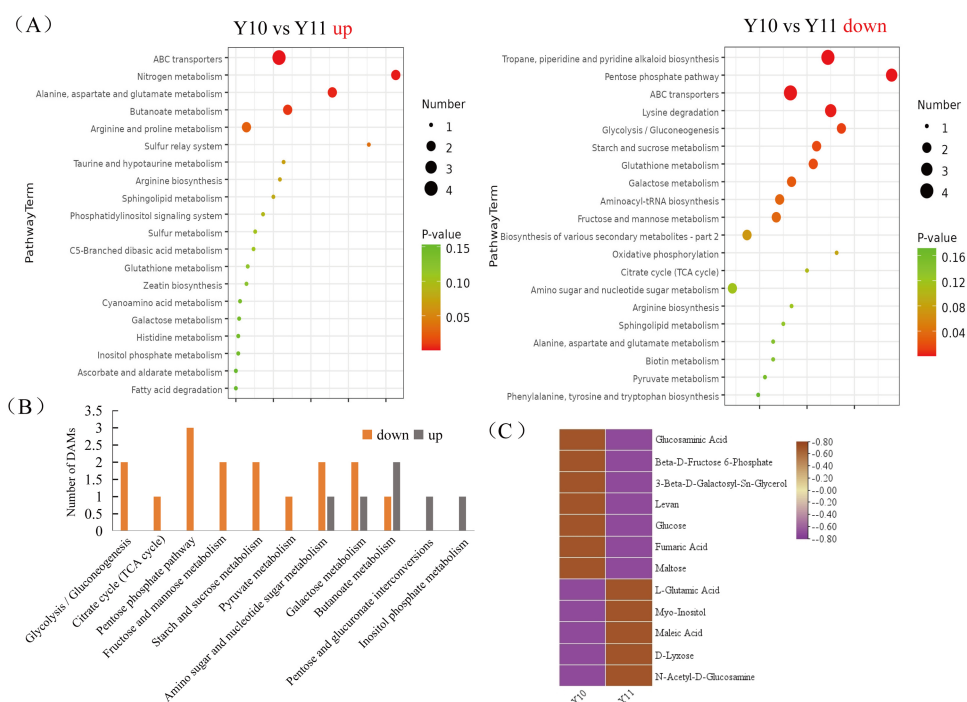 （A）
Y10 vs Y11 up
ABC transporters
Nitrogen metabolism
Alanine, aspartate and glutamate metabolism
Butanoate metabolism
Arginine and proline metabolism
Sulfur relay system
Taurine and hypotaurine metabolism
Arginine biosynthesis
Sphingolipid metabolism
Phosphatidylinositol signaling system
Sulfur metabolism
C5-Branched dibasic acid metabolism
Glutathione metabolism
Zeatin biosynthesis
Cyanoamino acid metabolism
Galactose metabolism
Histidine metabolism
Inositol phosphate metabolism
Ascorbate and aldarate metabolism
Fatty acid degradation
PathwayTerm
Number
1
2
3
4
P-value
0.15
0.10
0.05
Y10 vs Y11 down
Tropane, piperidine and pyridine alkaloid biosynthesis
Pentose phosphate pathway
ABC transporters
Lysine degradation
Glycolysis / Gluconeogenesis
Starch and sucrose metabolism
Glutathione metabolism
Galactose metabolism
Aminoacyl-tRNA biosynthesis
Fructose and mannose metabolism
Biosynthesis of various secondary metabolites - part 2
Oxidative phosphorylation
Citrate cycle (TCA cycle)
Amino sugar and nucleotide sugar metabolism
Arginine biosynthesis
Sphingolipid metabolism
Alanine, aspartate and glutamate metabolism
Biotin metabolism
Pyruvate metabolism
Phenylalanine, tyrosine and tryptophan biosynthesis
PathwayTerm
Number
1
2
3
4
P-value
0.16
0.12
0.08
0.04
（B）
Number of DAMs
3.5
3
2.5
2
1.5
1
0.5
0
down
up
Glycolysis / Gluconeogenesis
Citrate cycle (TCA cycle)
Pentose phosphate pathway
Fructose and mannose metabolism
Starch and sucrose metabolism
Pyruvate metabolism
Amino sugar and nucleotide sugar metabolism
Galactose metabolism
Butanoate metabolism
Pentose and glucuronate interconversions
Inositol phosphate metabolism
（C）
Glucosaminic Acid
Beta-D-Fructose 6-Phosphate
3-Beta-D-Galactosyl-Sn-Glycerol
Levan
Glucose
Fumaric Acid
Maltose
L-Glutamic Acid
Myo-Inositol
Maleic Acid
D-Lyxose
N-Acetyl-D-Glucosamine
Y10
Y11
-0.80
-0.60
-0.40
-0.20
--0.00
--0.20
--0.40
--0.60
--0.80